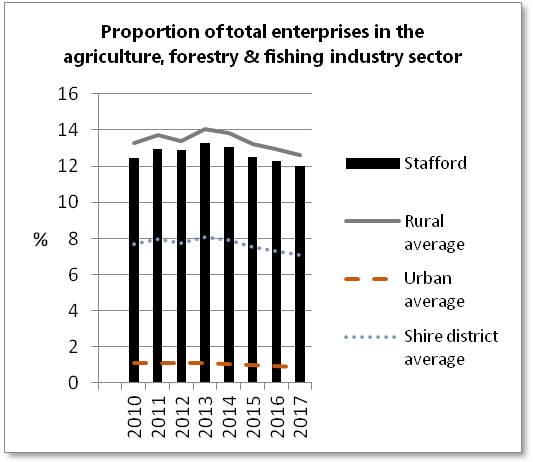 Proportion of total enterprises in the
agriculture, forestry & fishing industry sector
16
14
12
10
8
6
4
2
0
%
2010
2011
2012
2013
2014
2015
2016
2017
Stafford
Rural
average
Urban
average
Shire district
average